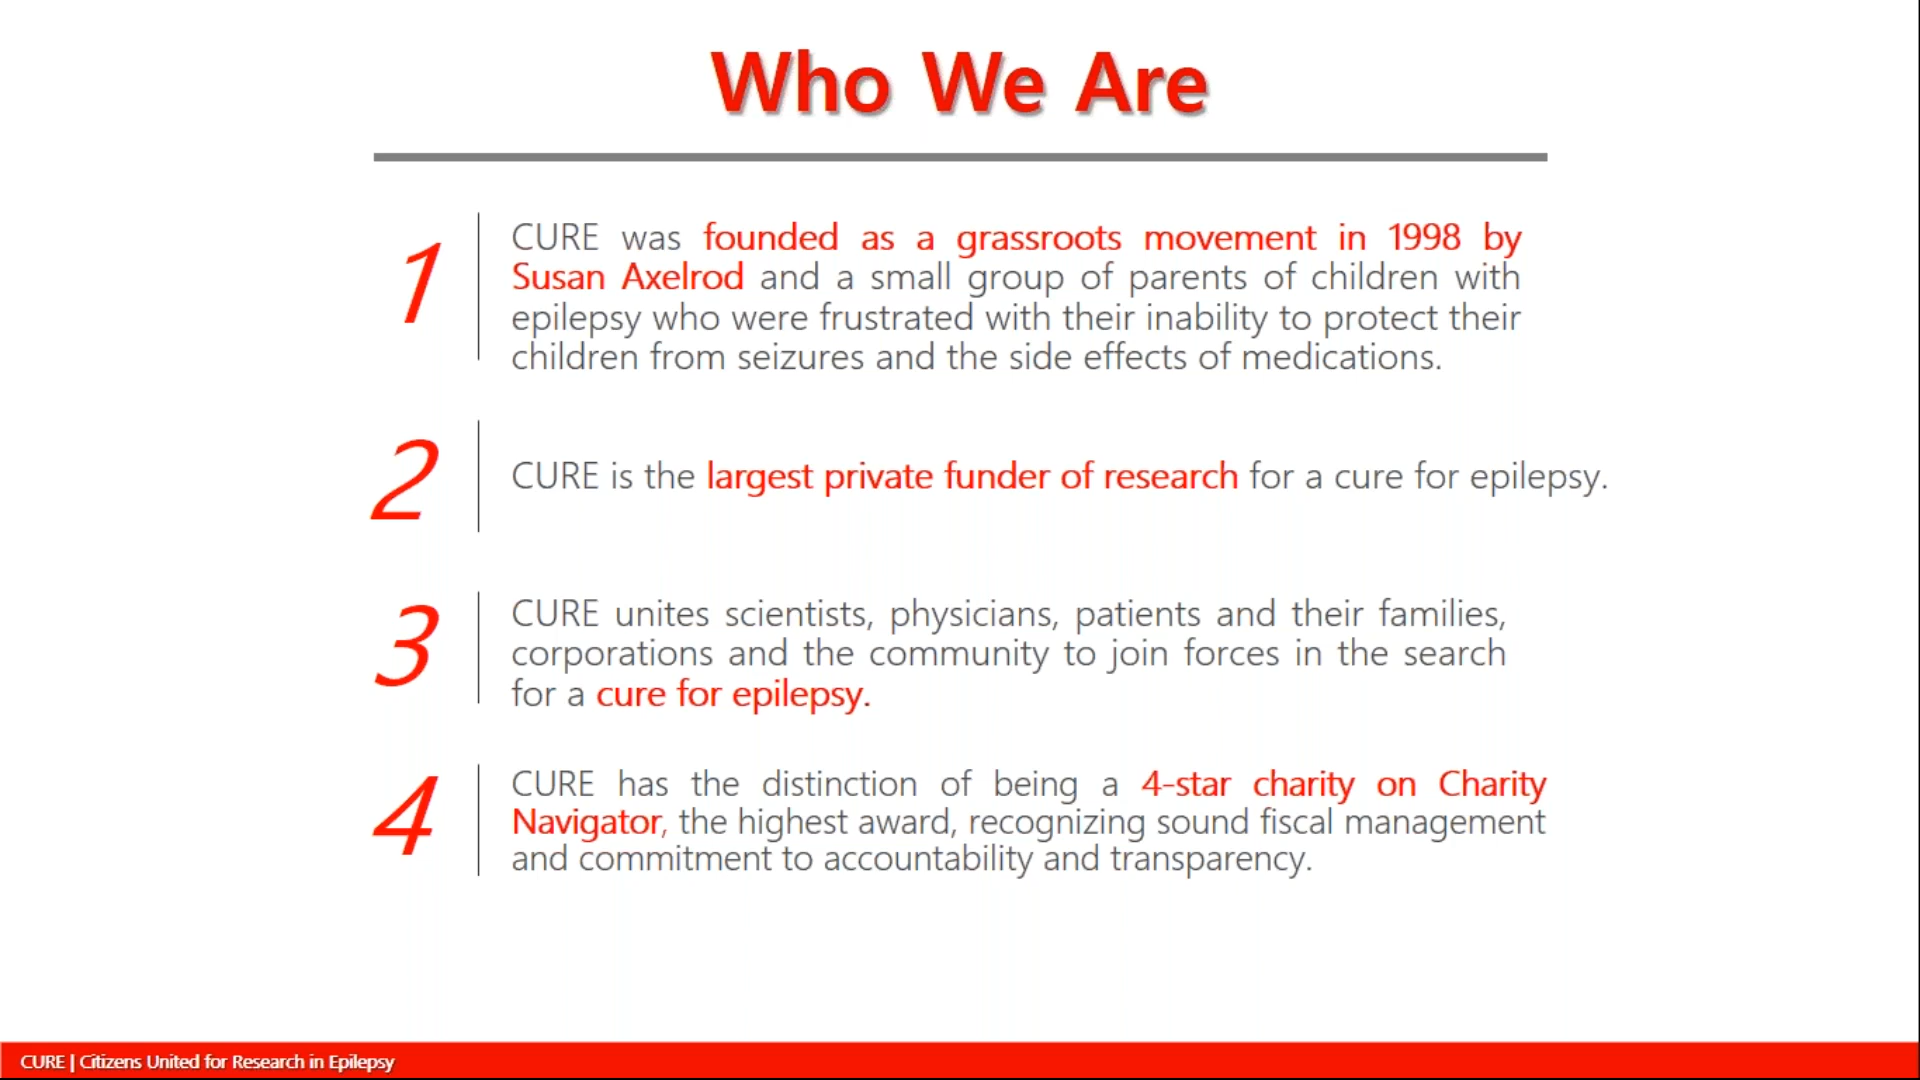 Who We Are
1
CURE was founded as a grassroots movement in 1998 by
Susan Axelrod and a small group of parents of children with
epilepsy who were frustrated with their inability to protect their
children from seizures and the side effects of medications.
2
CURE is the largest private funder of research for a cure for epilepsy.
3
CURE unites scientists, physicians, patients and their families,
corporations and the community to join forces in the search
for a cure for epilepsy.
4
CURE has the distinction of being a 4-star charity on Charity
Navigator, the highest award, recognizing sound fiscal management
and commitment to accountability and transparency.
CURE | Citizens United for Research in Epilepsy